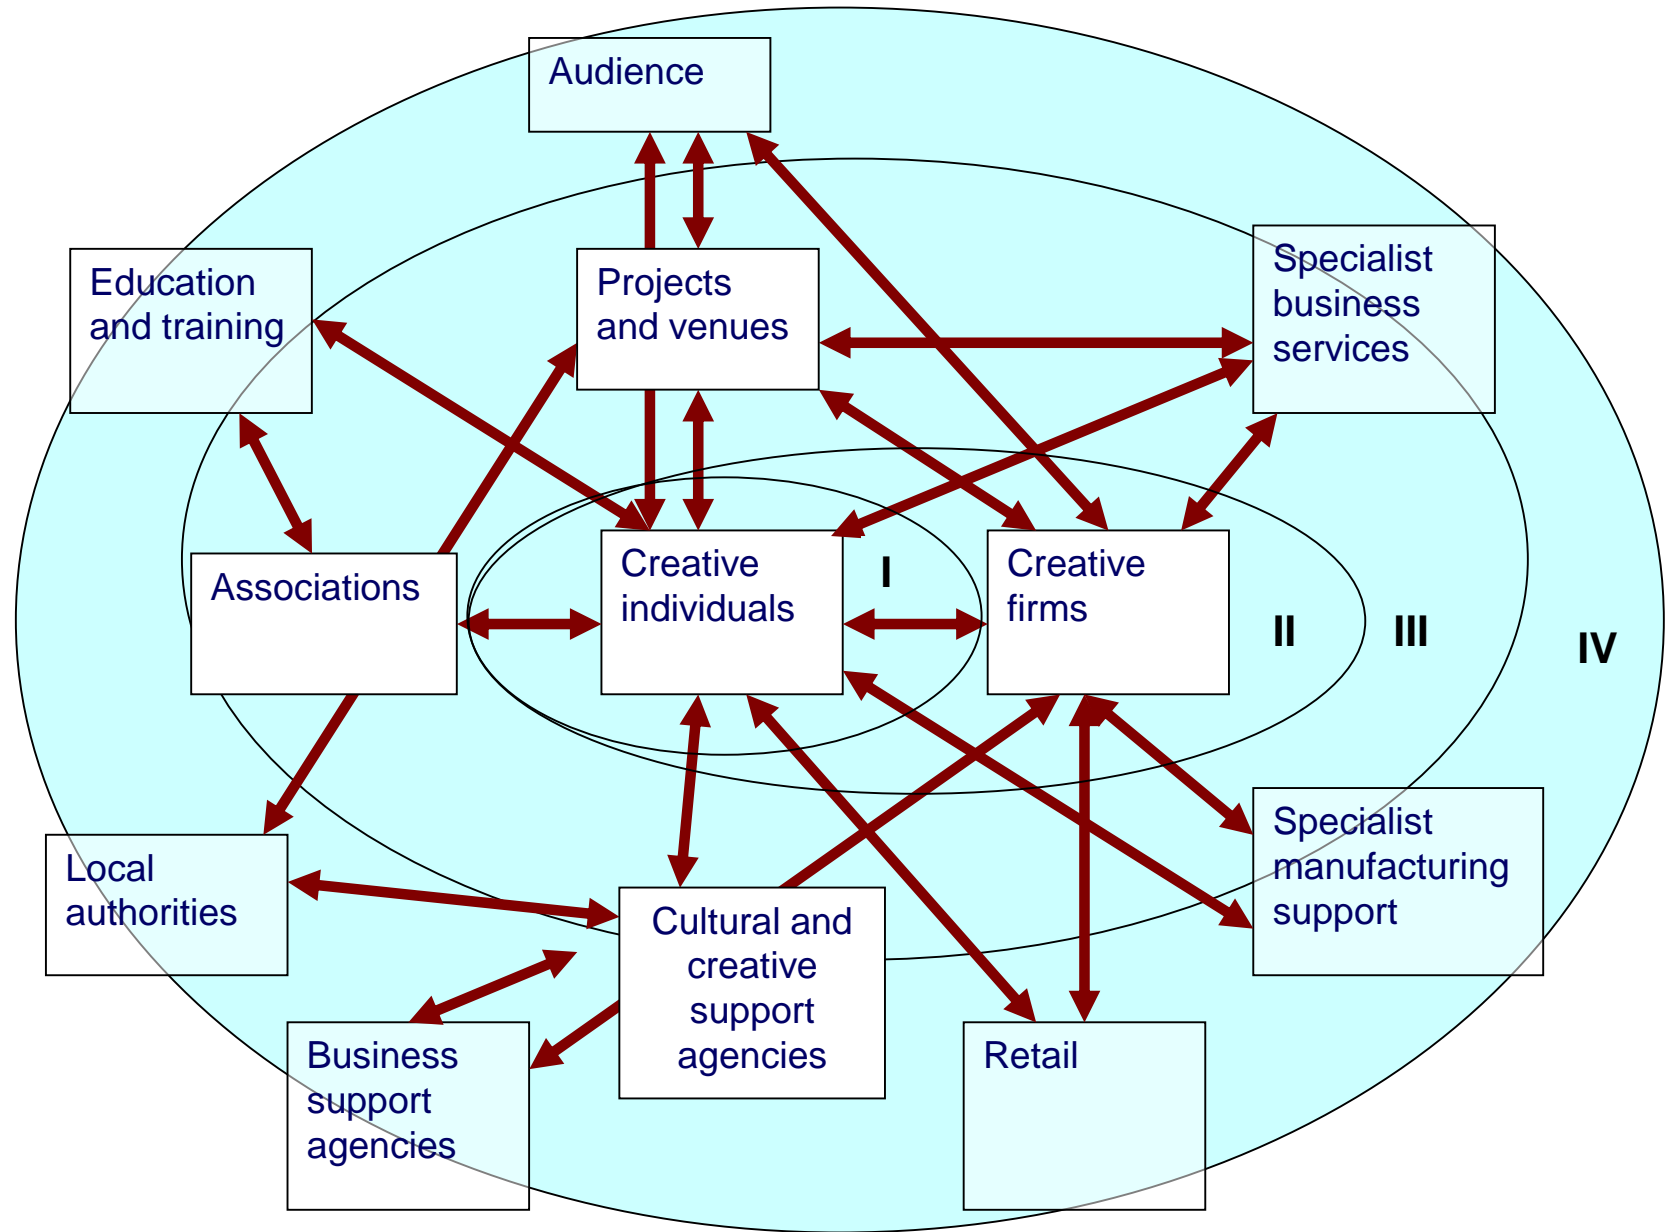 Audience
Education
and training
Projects
and venues
Specialist
business
services
Associations
Creative
individuals
I
Creative
firms
II
III
IV
Local
authorities
Cultural and
creative
support
agencies
Specialist
manufacturing
support
Business
support
agencies
Retail